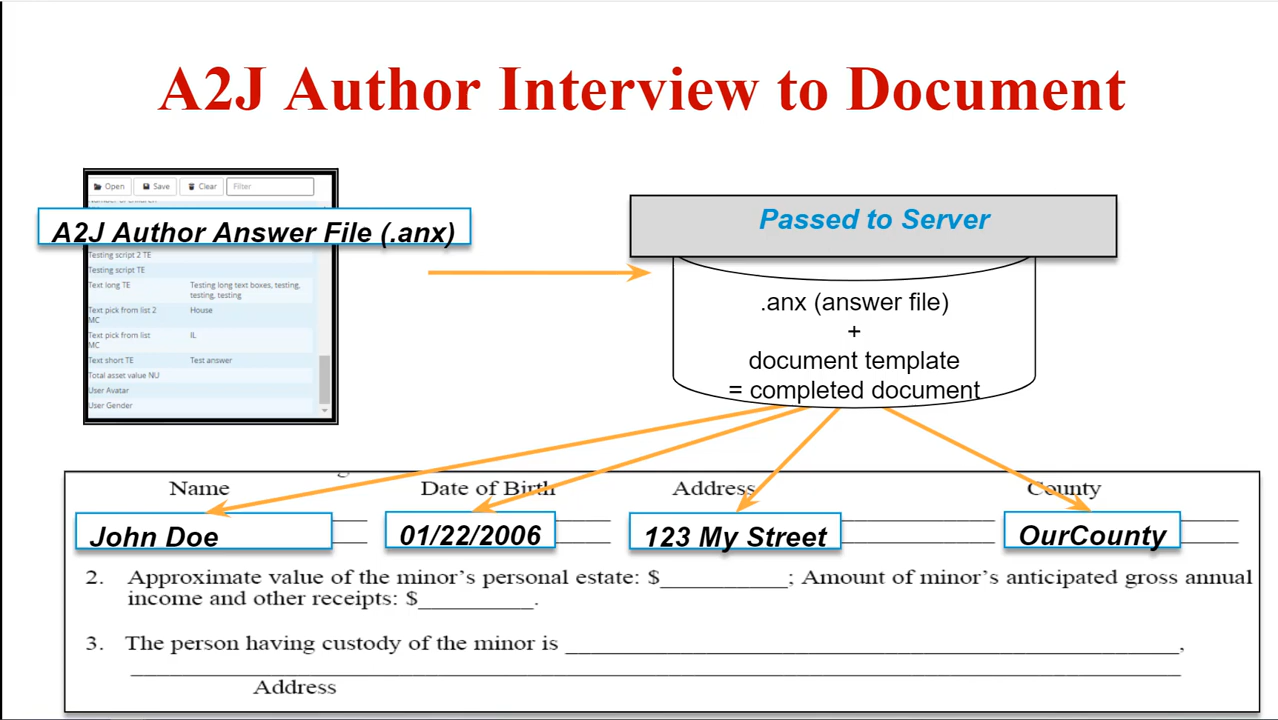 A2J Author Interview to Document
Open Save Clear Filter
A2J Author Answer File (.anx)
Testing script 2 TE
Testing script TE
Text long TE Testing long text boxes, testing,
testing, testing
Text pick from list 2 House
MC
Text pick from list IL
MC
Text short TE Test answer
Total asset value NU
User Avatar
User Gender
Passed to Server
.anx (answer file)
+
document template
= completed document
Name Date of Birth Address County
John Doe 01/22/2006 123 My Street OurCounty
2. Approximate value of the minor's personal estate: $__________; Amount of minor's anticipated gross annual
income and other receipts: $_________.
3. The person having custody of the minor is ________________________________________________,
Address